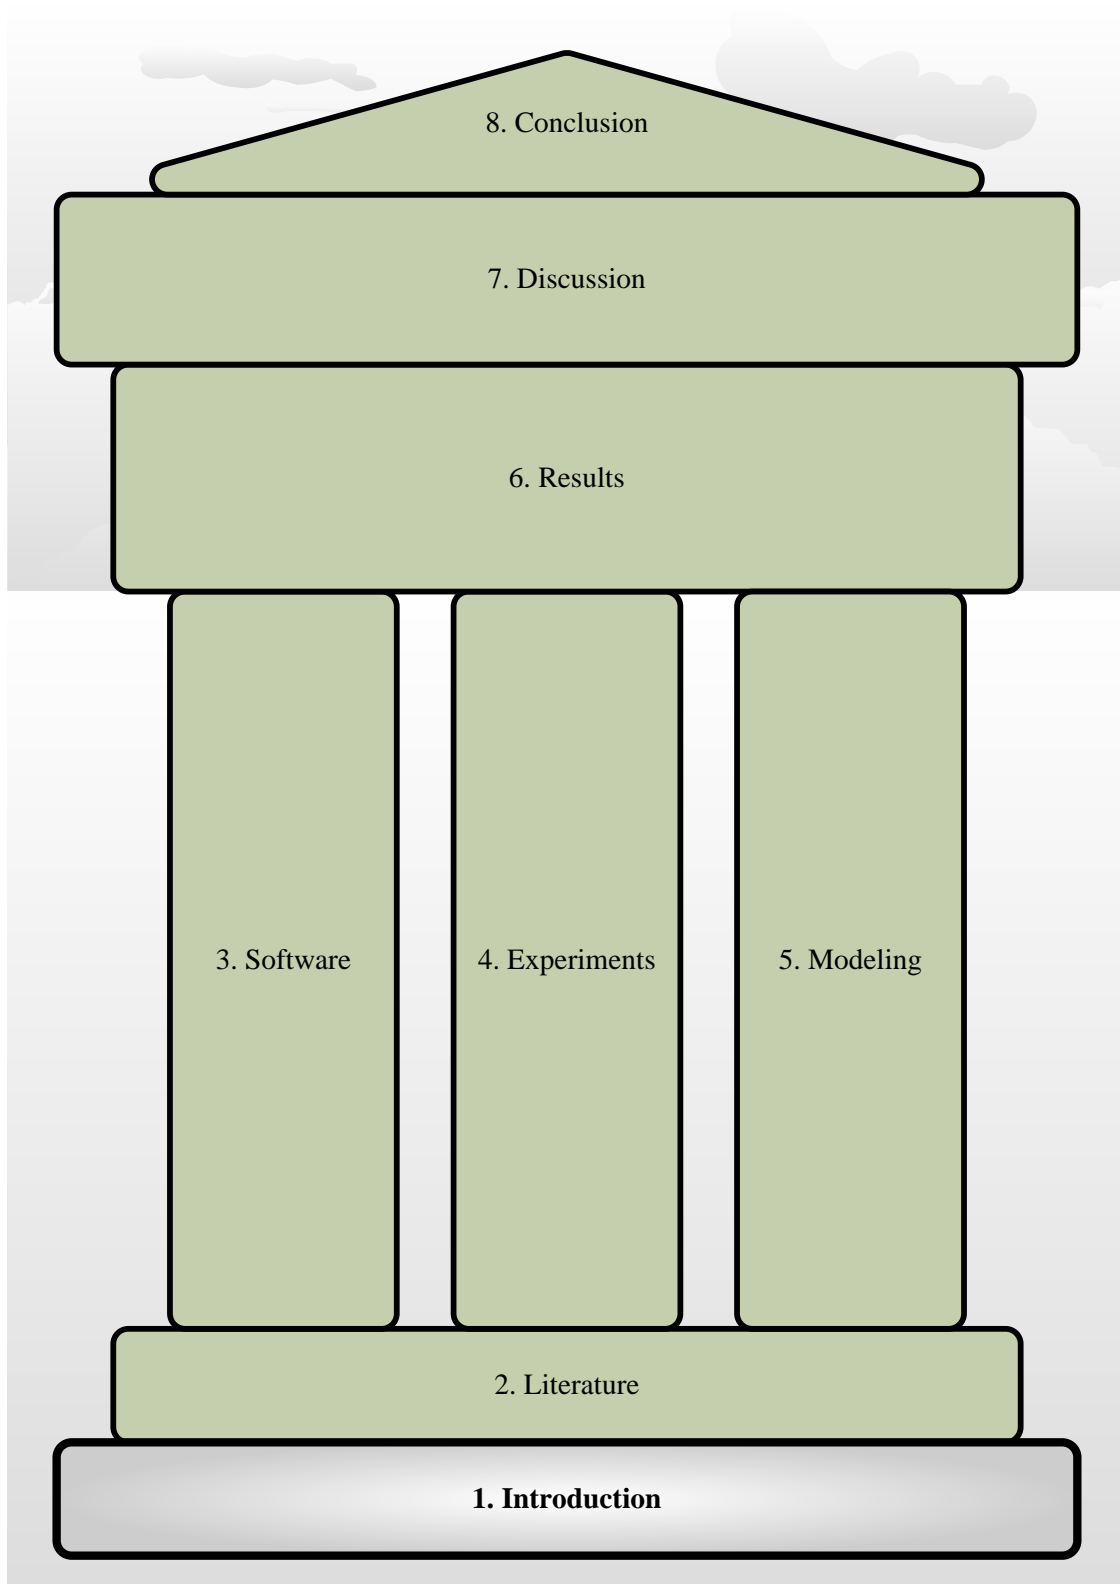 8. Conclusion
7. Discussion
6. Results
3. Software
4. Experiments
5. Modeling
2. Literature
1. Introduction